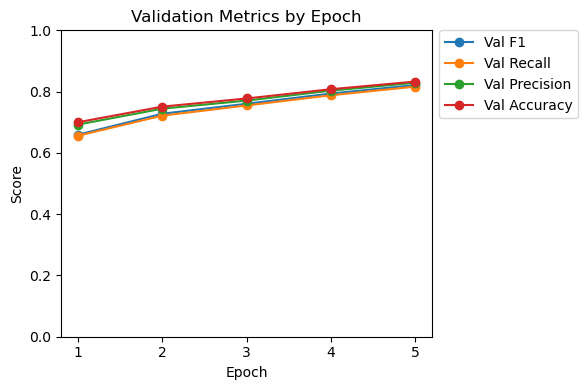 Validation Metrics by Epoch
1.0
0.8
0.6
0.4
0.2
0.0
Score
1 2 3 4 5
Epoch
Val F1
Val Recall
Val Precision
Val Accuracy